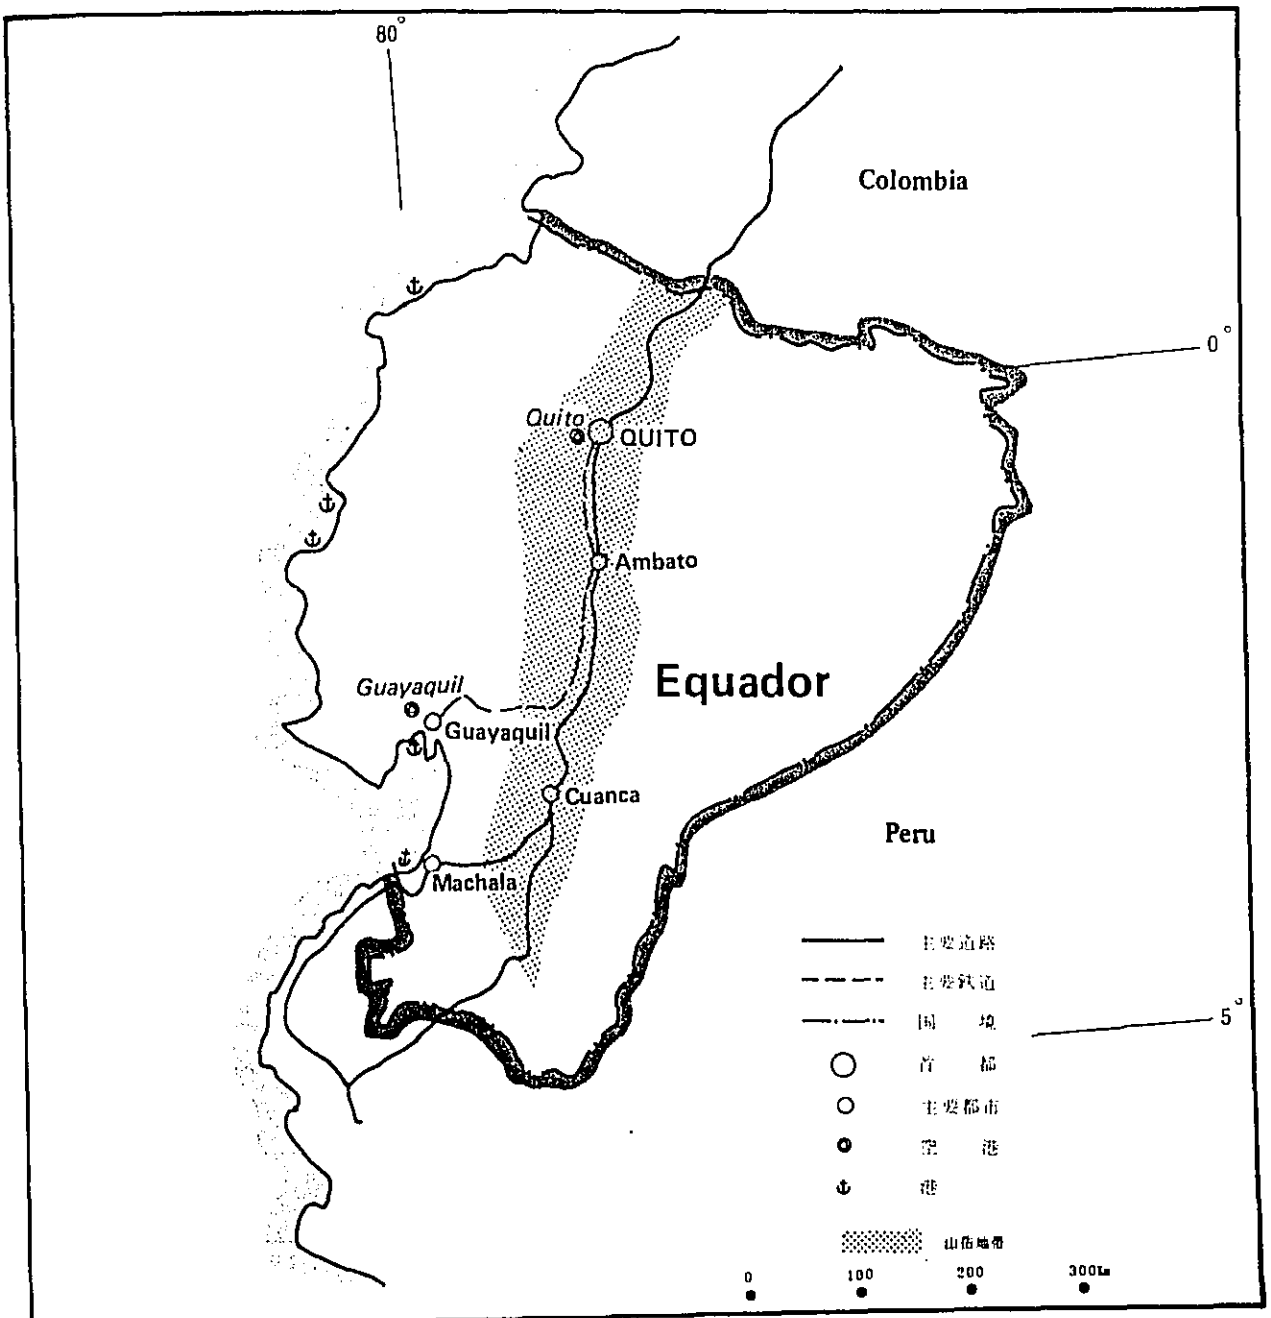 80°
Colombia
0°
Quito
QUITO
Ambato
Equador
Guayaquil
Guayaquil
Cuanca
Peru
Machala
主要道路
主要鉄道
国 境
5°
首 都
主要都市
空 港
港
山岳地帯
0 100 200 300km